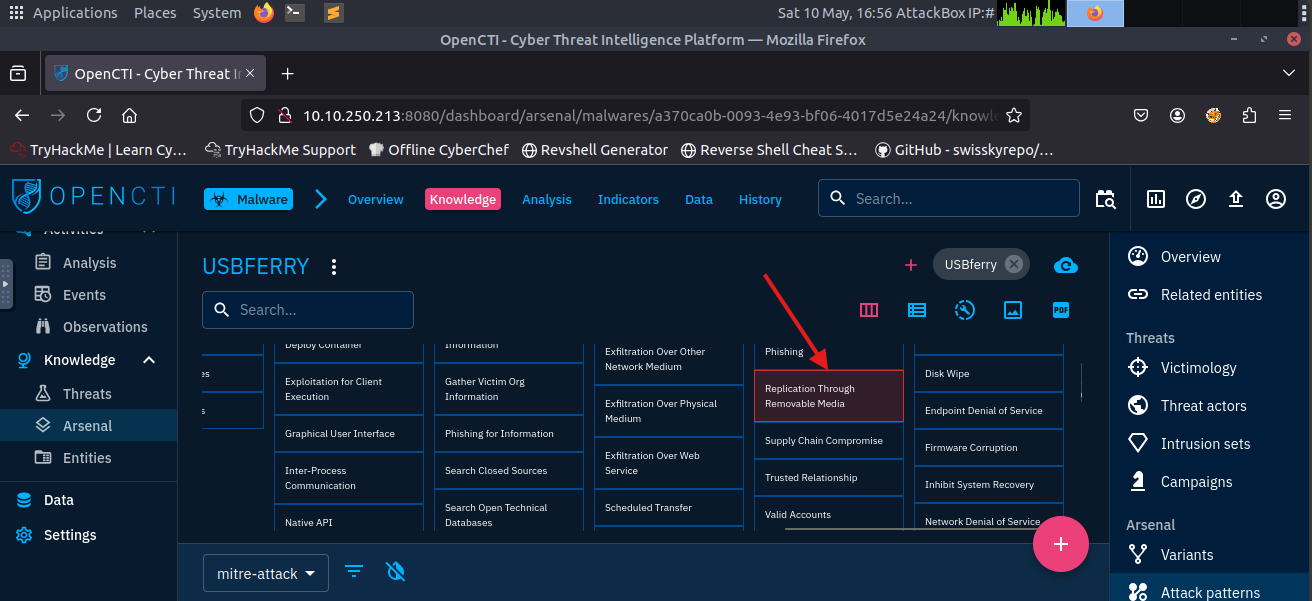 Applications Places System Sat 10 May, 16:56 AttackBox IP:#
OpenCTI - Cyber Threat Intelligence Platform — Mozilla Firefox
OpenCTI - Cyber Threat In
10.10.250.213:8080/dashboard/arsenal/malwares/a370ca0b-0093-4e93-bf06-4017d5e24a24/knowle
TryHackMe | Learn Cy... TryHackMe Support Offline CyberChef Revshell Generator Reverse Shell Cheat S... GitHub - swisskyrepo/...
OPENCTI Malware Overview Knowledge Analysis Indicators Data History Search...
Activities
Analysis
Events
Observations
Knowledge
Threats
Arsenal
Entities
Data
Settings
USBFERRY USBferry
Search... PDF
es
s
Deploy Container
Exploitation for Client
Execution
Graphical User Interface
Inter-Process
Communication
Native API
Information
Gather Victim Org
Information
Phishing for Information
Search Closed Sources
Search Open Technical
Databases
Exfiltration Over Other
Network Medium
Exfiltration Over Physical
Medium
Exfiltration Over Web
Service
Scheduled Transfer
Phishing
Replication Through
Removable Media
Supply Chain Compromise
Trusted Relationship
Valid Accounts
Disk Wipe
Endpoint Denial of Service
Firmware Corruption
Inhibit System Recovery
Network Denial of Service
mitre-attack
Overview
Related entities
Threats
Victimology
Threat actors
Intrusion sets
Campaigns
Arsenal
Variants
Attack patterns